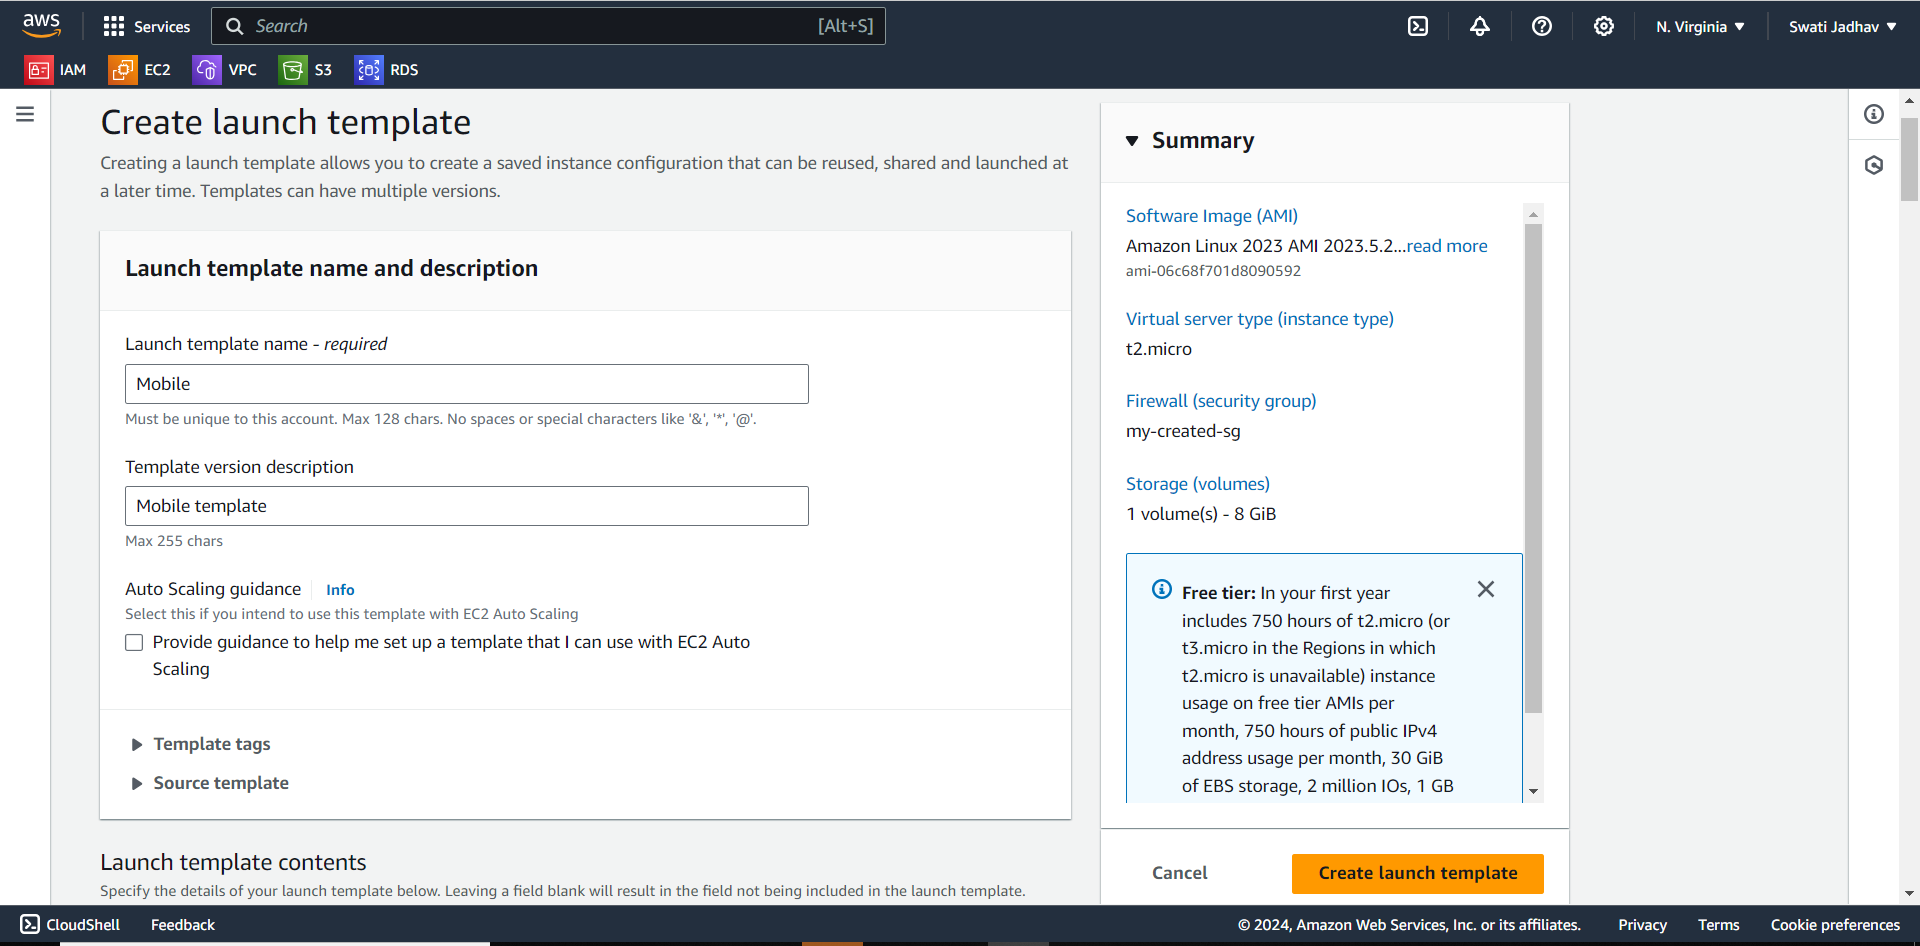 aws
Services
Search
[Alt+S]
N. Virginia
Swati Jadhav
IAM
EC2
VPC
S3
RDS
Create launch template
Creating a launch template allows you to create a saved instance configuration that can be reused, shared and launched at
a later time. Templates can have multiple versions.
Launch template name and description
Launch template name - required
Mobile
Must be unique to this account. Max 128 chars. No spaces or special characters like '&', '*', '@'.
Template version description
Mobile template
Max 255 chars
Auto Scaling guidance
Info
Select this if you intend to use this template with EC2 Auto Scaling
Provide guidance to help me set up a template that I can use with EC2 Auto
Scaling
Template tags
Source template
Launch template contents
Specify the details of your launch template below. Leaving a field blank will result in the field not being included in the launch template.
Summary
Software Image (AMI)
Amazon Linux 2023 AMI 2023.5.2...read more
ami-06c68f701d8090592
Virtual server type (instance type)
t2.micro
Firewall (security group)
my-created-sg
Storage (volumes)
1 volume(s) - 8 GiB
Free tier: In your first year
includes 750 hours of t2.micro (or
t3.micro in the Regions in which
t2.micro is unavailable) instance
usage on free tier AMIs per
month, 750 hours of public IPv4
address usage per month, 30 GiB
of EBS storage, 2 million IOs, 1 GB
Cancel
Create launch template
CloudShell
Feedback
© 2024, Amazon Web Services, Inc. or its affiliates.
Privacy
Terms
Cookie preferences